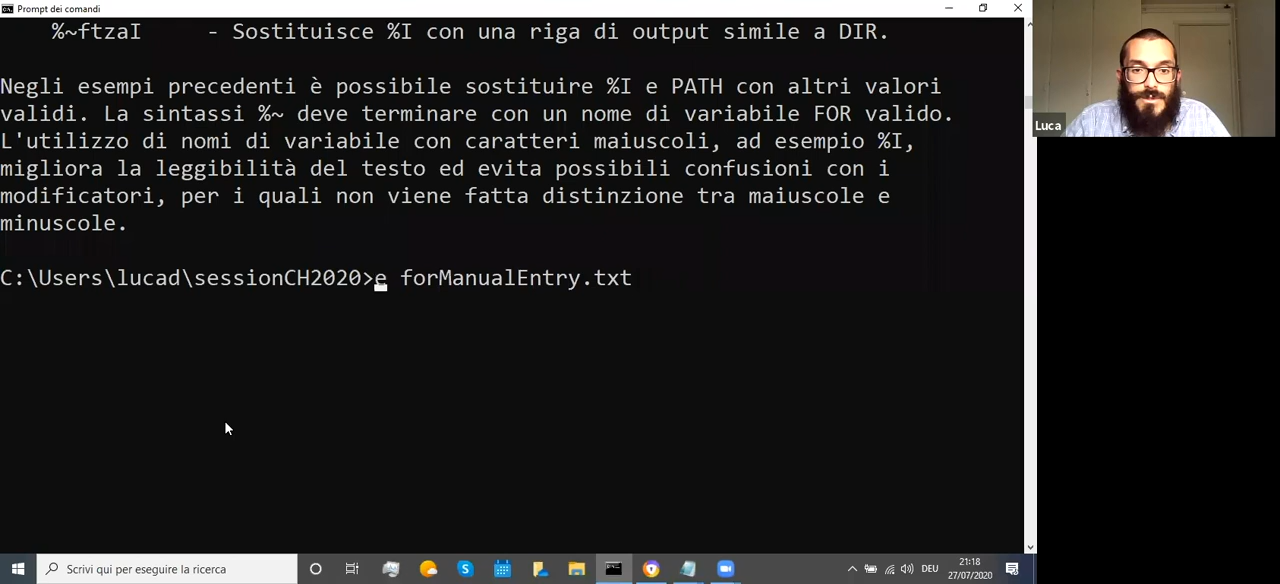 Prompt dei comandi
%~ftzaI - Sostituisce %I con una riga di output simile a DIR.
Negli esempi precedenti è possibile sostituire %I e PATH con altri valori
validi. La sintassi %~ deve terminare con un nome di variabile FOR valido.
L'utilizzo di nomi di variabile con caratteri maiuscoli, ad esempio %I,
migliora la leggibilità del testo ed evita possibili confusioni con i
modificatori, per i quali non viene fatta distinzione tra maiuscole e
minuscole.
C:\Users\lucad\sessionCH2020>e forManualEntry.txt
Luca
Scrivi qui per eseguire la ricerca
DEU
21:18
27/07/2020